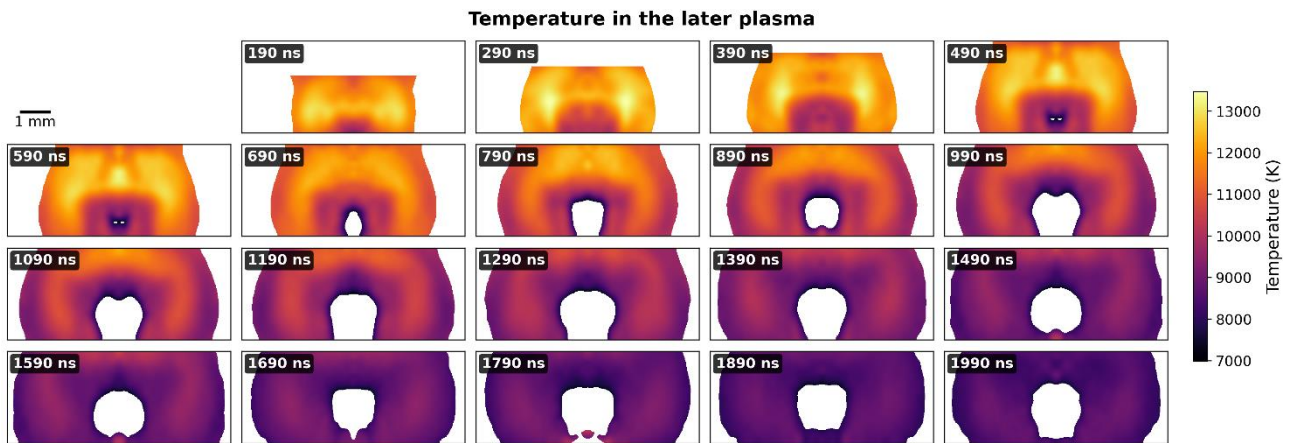 Temperature in the later plasma
190 ns
290 ns
390 ns
490 ns
1 mm
590 ns
690 ns
790 ns
890 ns
990 ns
1090 ns
1190 ns
1290 ns
1390 ns
1490 ns
1590 ns
1690 ns
1790 ns
1890 ns
1990 ns
13000
12000
11000
10000
9000
8000
7000
Temperature (K)